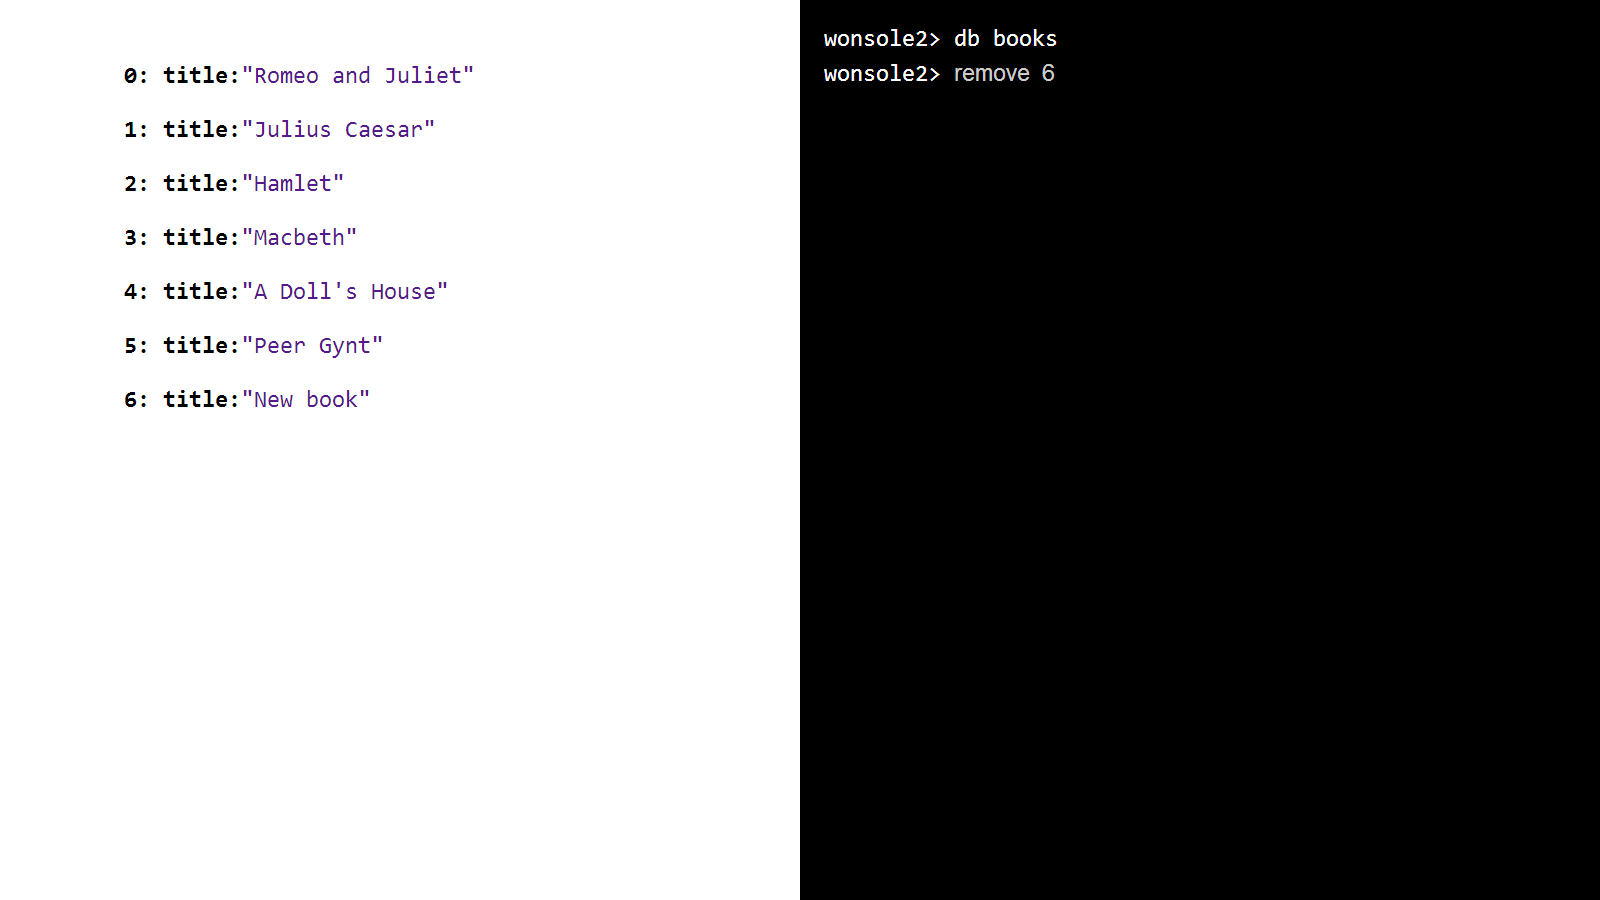 0: title:"Romeo and Juliet"
1: title:"Julius Caesar"
2: title:"Hamlet"
3: title:"Macbeth"
4: title:"A Doll's House"
5: title:"Peer Gynt"
6: title:"New book"
wonsole2> db books
wonsole2> remove 6